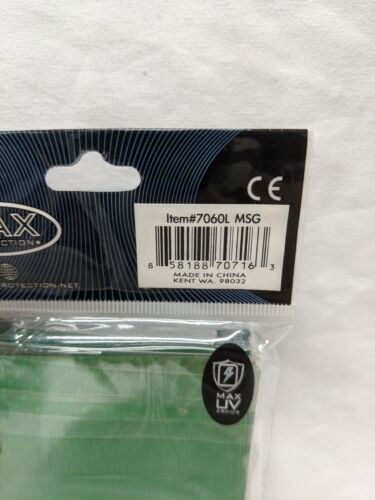 AX
CTION★
ROTECTION.NET
CE
Item#7060L MSG
8 58188 70716 3
MADE IN CHINA
KENT WA. 98032
MAX
UV
ARMOR